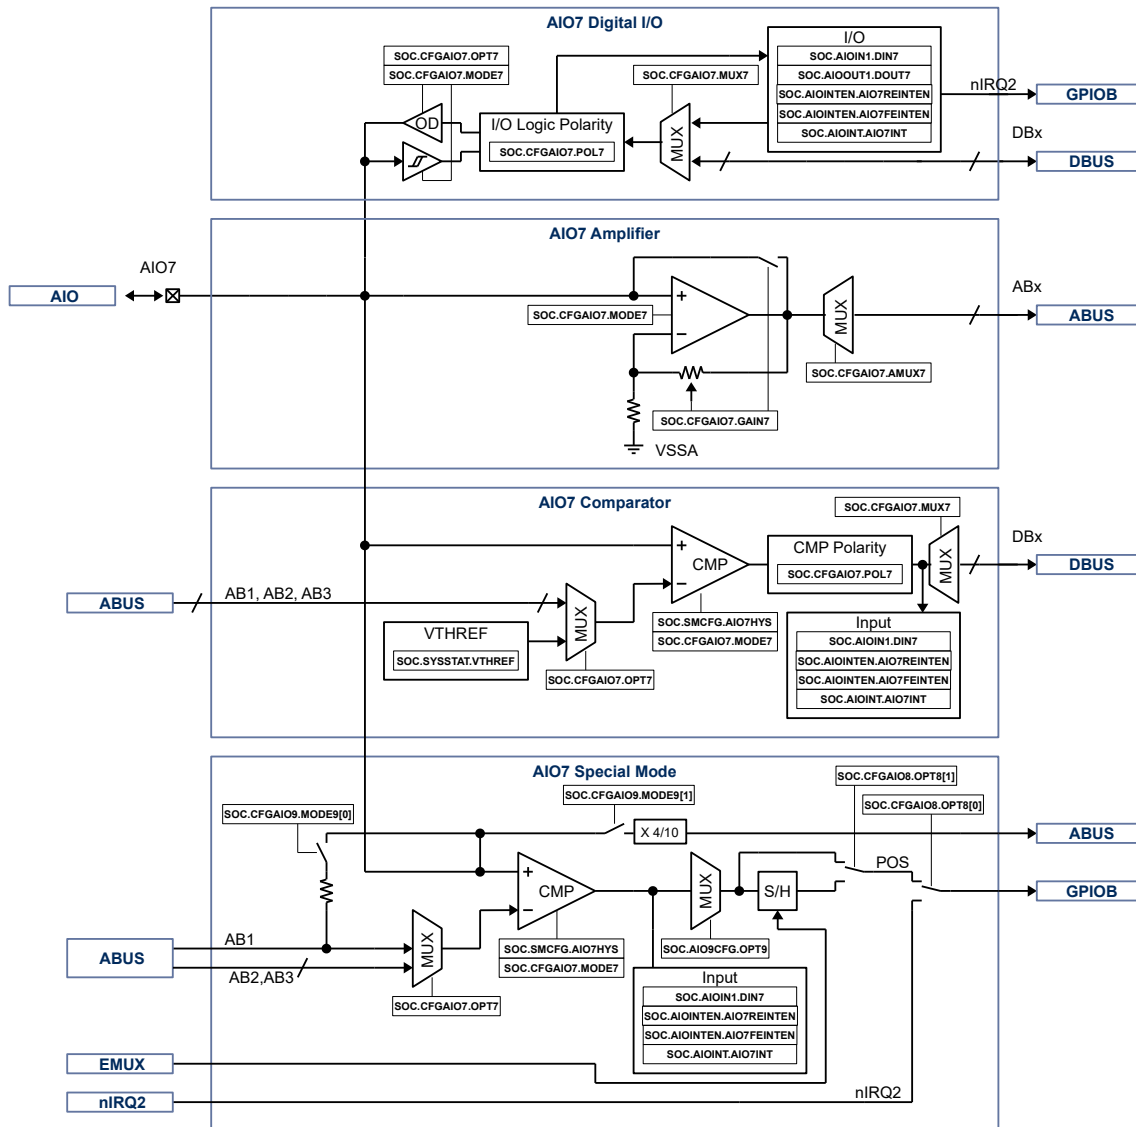 AIO7 Digital I/O
SOC.CFGAIO7.OPT7
SOC.CFGAIO7.MODE7
OD
I/O Logic Polarity
SOC.CFGAIO7.POL7
SOC.CFGAIO7.MUX7
MUX
I/O
SOC.AIOIN1.DIN7
SOC.AIOOUT1.DOUT7
SOC.AIOINTEN.AIO7REINTEN
SOC.AIOINTEN.AIO7FEINTEN
SOC.AIOINT.AIO7INT
nIRQ2
GPIOB
DBx
DBUS
AIO7 Amplifier
AIO7
AIO
SOC.CFGAIO7.MODE7
+
−
MUX
ABx
ABUS
SOC.CFGAIO7.AMUX7
SOC.CFGAIO7.GAIN7
VSSA
AIO7 Comparator
SOC.CFGAIO7.MUX7
+
−
CMP
CMP Polarity
SOC.CFGAIO7.POL7
MUX
DBx
DBUS
ABUS
AB1, AB2, AB3
MUX
VTHREF
SOC.SYSSTAT.VTHREF
SOC.CFGAIO7.OPT7
SOC.SMCFG.AIO7HYS
SOC.CFGAIO7.MODE7
Input
SOC.AIOIN1.DIN7
SOC.AIOINTEN.AIO7REINTEN
SOC.AIOINTEN.AIO7FEINTEN
SOC.AIOINT.AIO7INT
AIO7 Special Mode
SOC.CFGAIO8.OPT8[1]
SOC.CFGAIO9.MODE9[1]
SOC.CFGAIO8.OPT8[0]
SOC.CFGAIO9.MODE9[0]
X 4/10
ABUS
+
−
CMP
MUX
S/H
POS
GPIOB
AB1
ABUS
AB2,AB3
MUX
SOC.SMCFG.AIO7HYS
SOC.CFGAIO7.MODE7
SOC.AIO9CFG.OPT9
SOC.CFGAIO7.OPT7
Input
SOC.AIOIN1.DIN7
SOC.AIOINTEN.AIO7REINTEN
SOC.AIOINTEN.AIO7FEINTEN
SOC.AIOINT.AIO7INT
EMUX
nIRQ2
nIRQ2